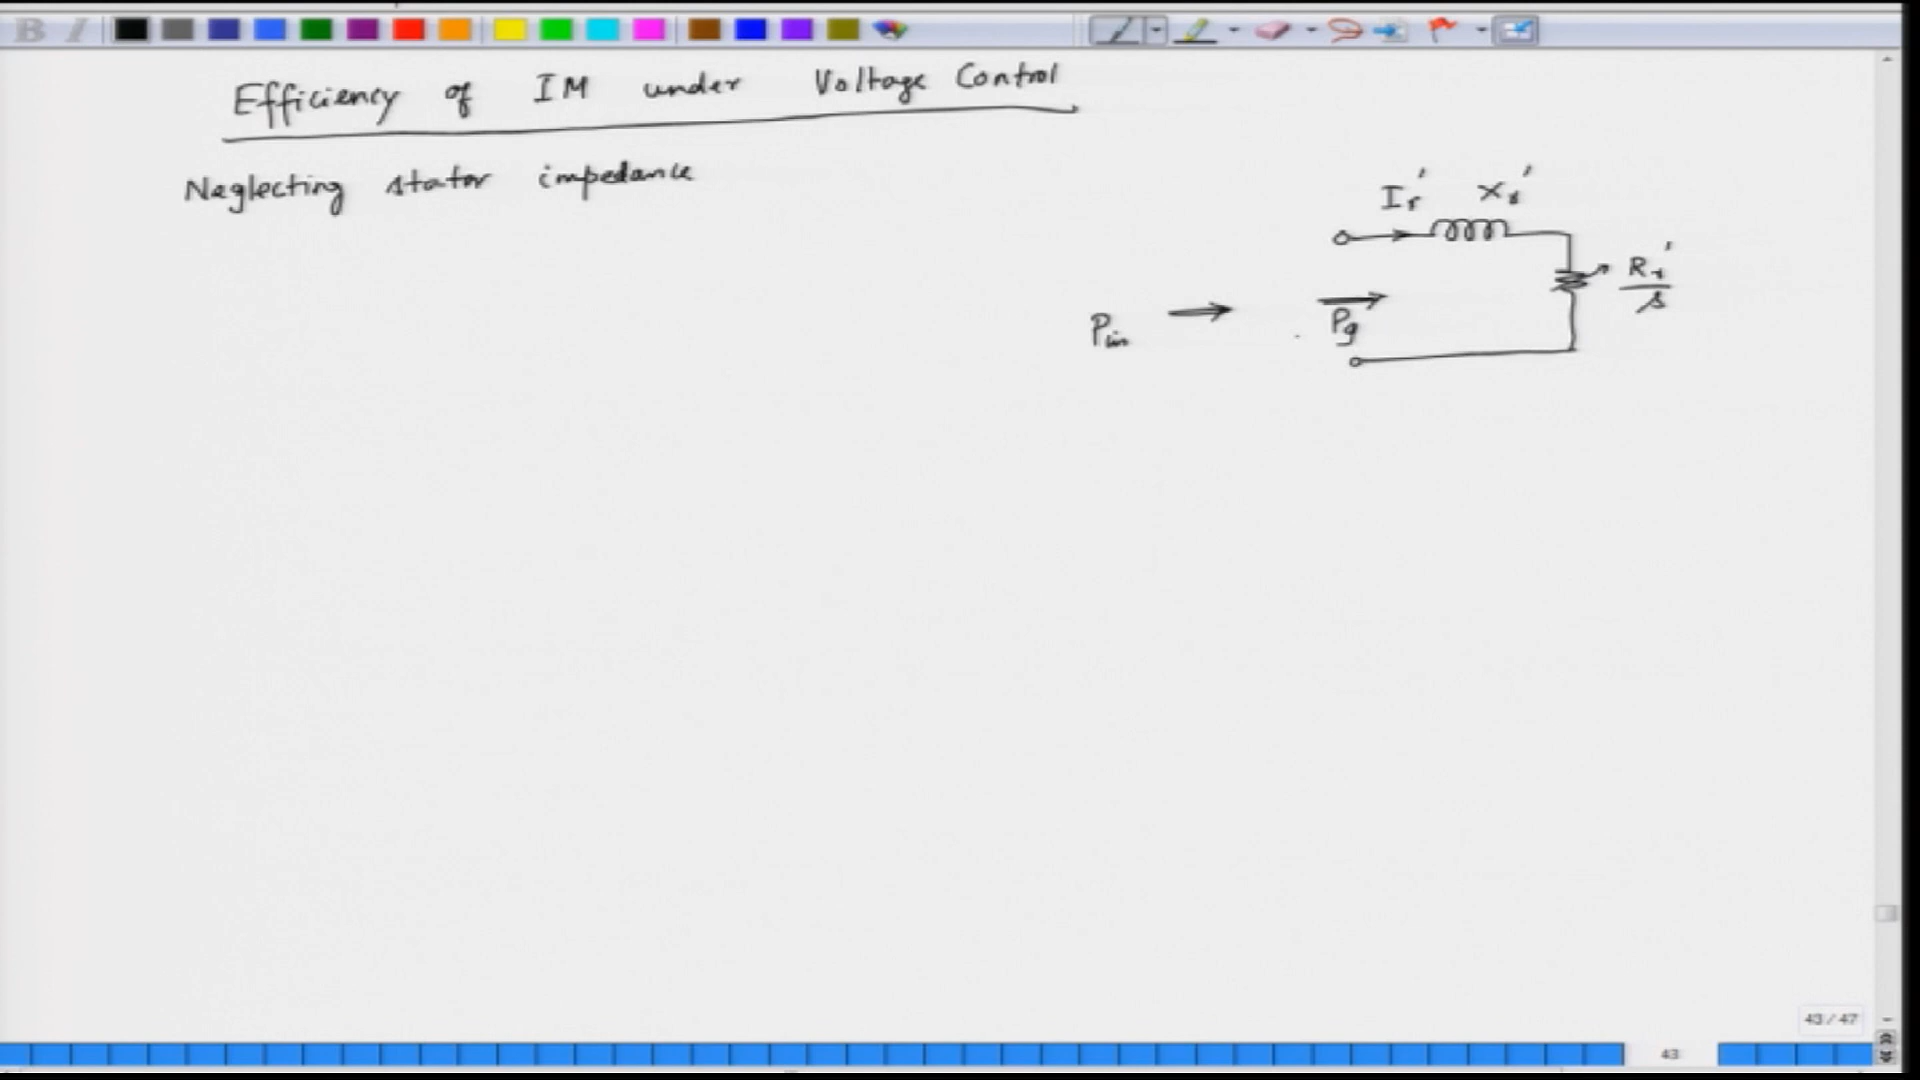 B I
Efficiency of IM under Voltage Control
Neglecting stator impedance
Ir' Xr'
Rr'/s
Pin → Pg
43 / 47
43